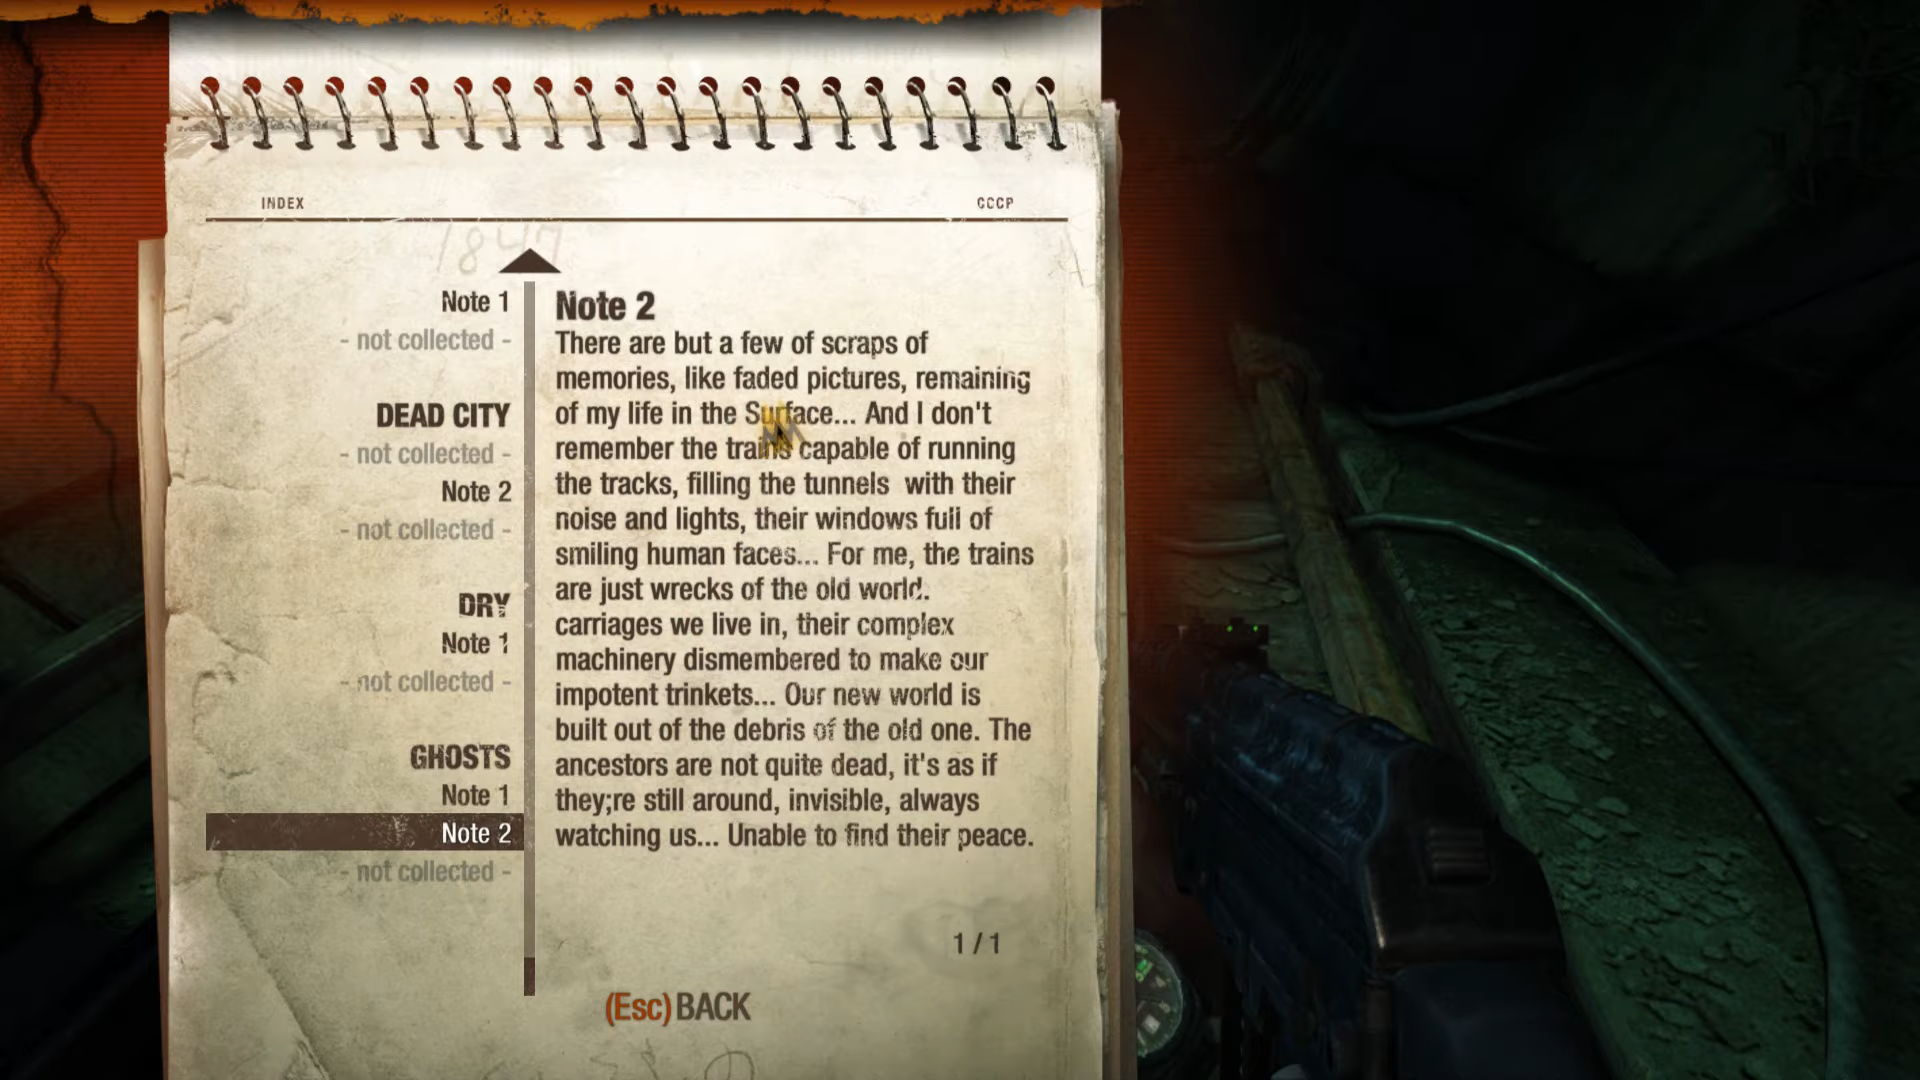 INDEX
CCCP
1847
Note 1
- not collected -
DEAD CITY
- not collected -
Note 2
- not collected -
DRY
Note 1
- not collected -
GHOSTS
Note 1
Note 2
- not collected -
Note 2
There are but a few of scraps of
memories, like faded pictures, remaining
of my life in the Surface... And I don't
remember the trains capable of running
the tracks, filling the tunnels  with their
noise and lights, their windows full of
smiling human faces... For me, the trains
are just wrecks of the old world.
carriages we live in, their complex
machinery dismembered to make our
impotent trinkets... Our new world is
built out of the debris of the old one. The
ancestors are not quite dead, it's as if
they;re still around, invisible, always
watching us... Unable to find their peace.
1 / 1
(Esc) BACK